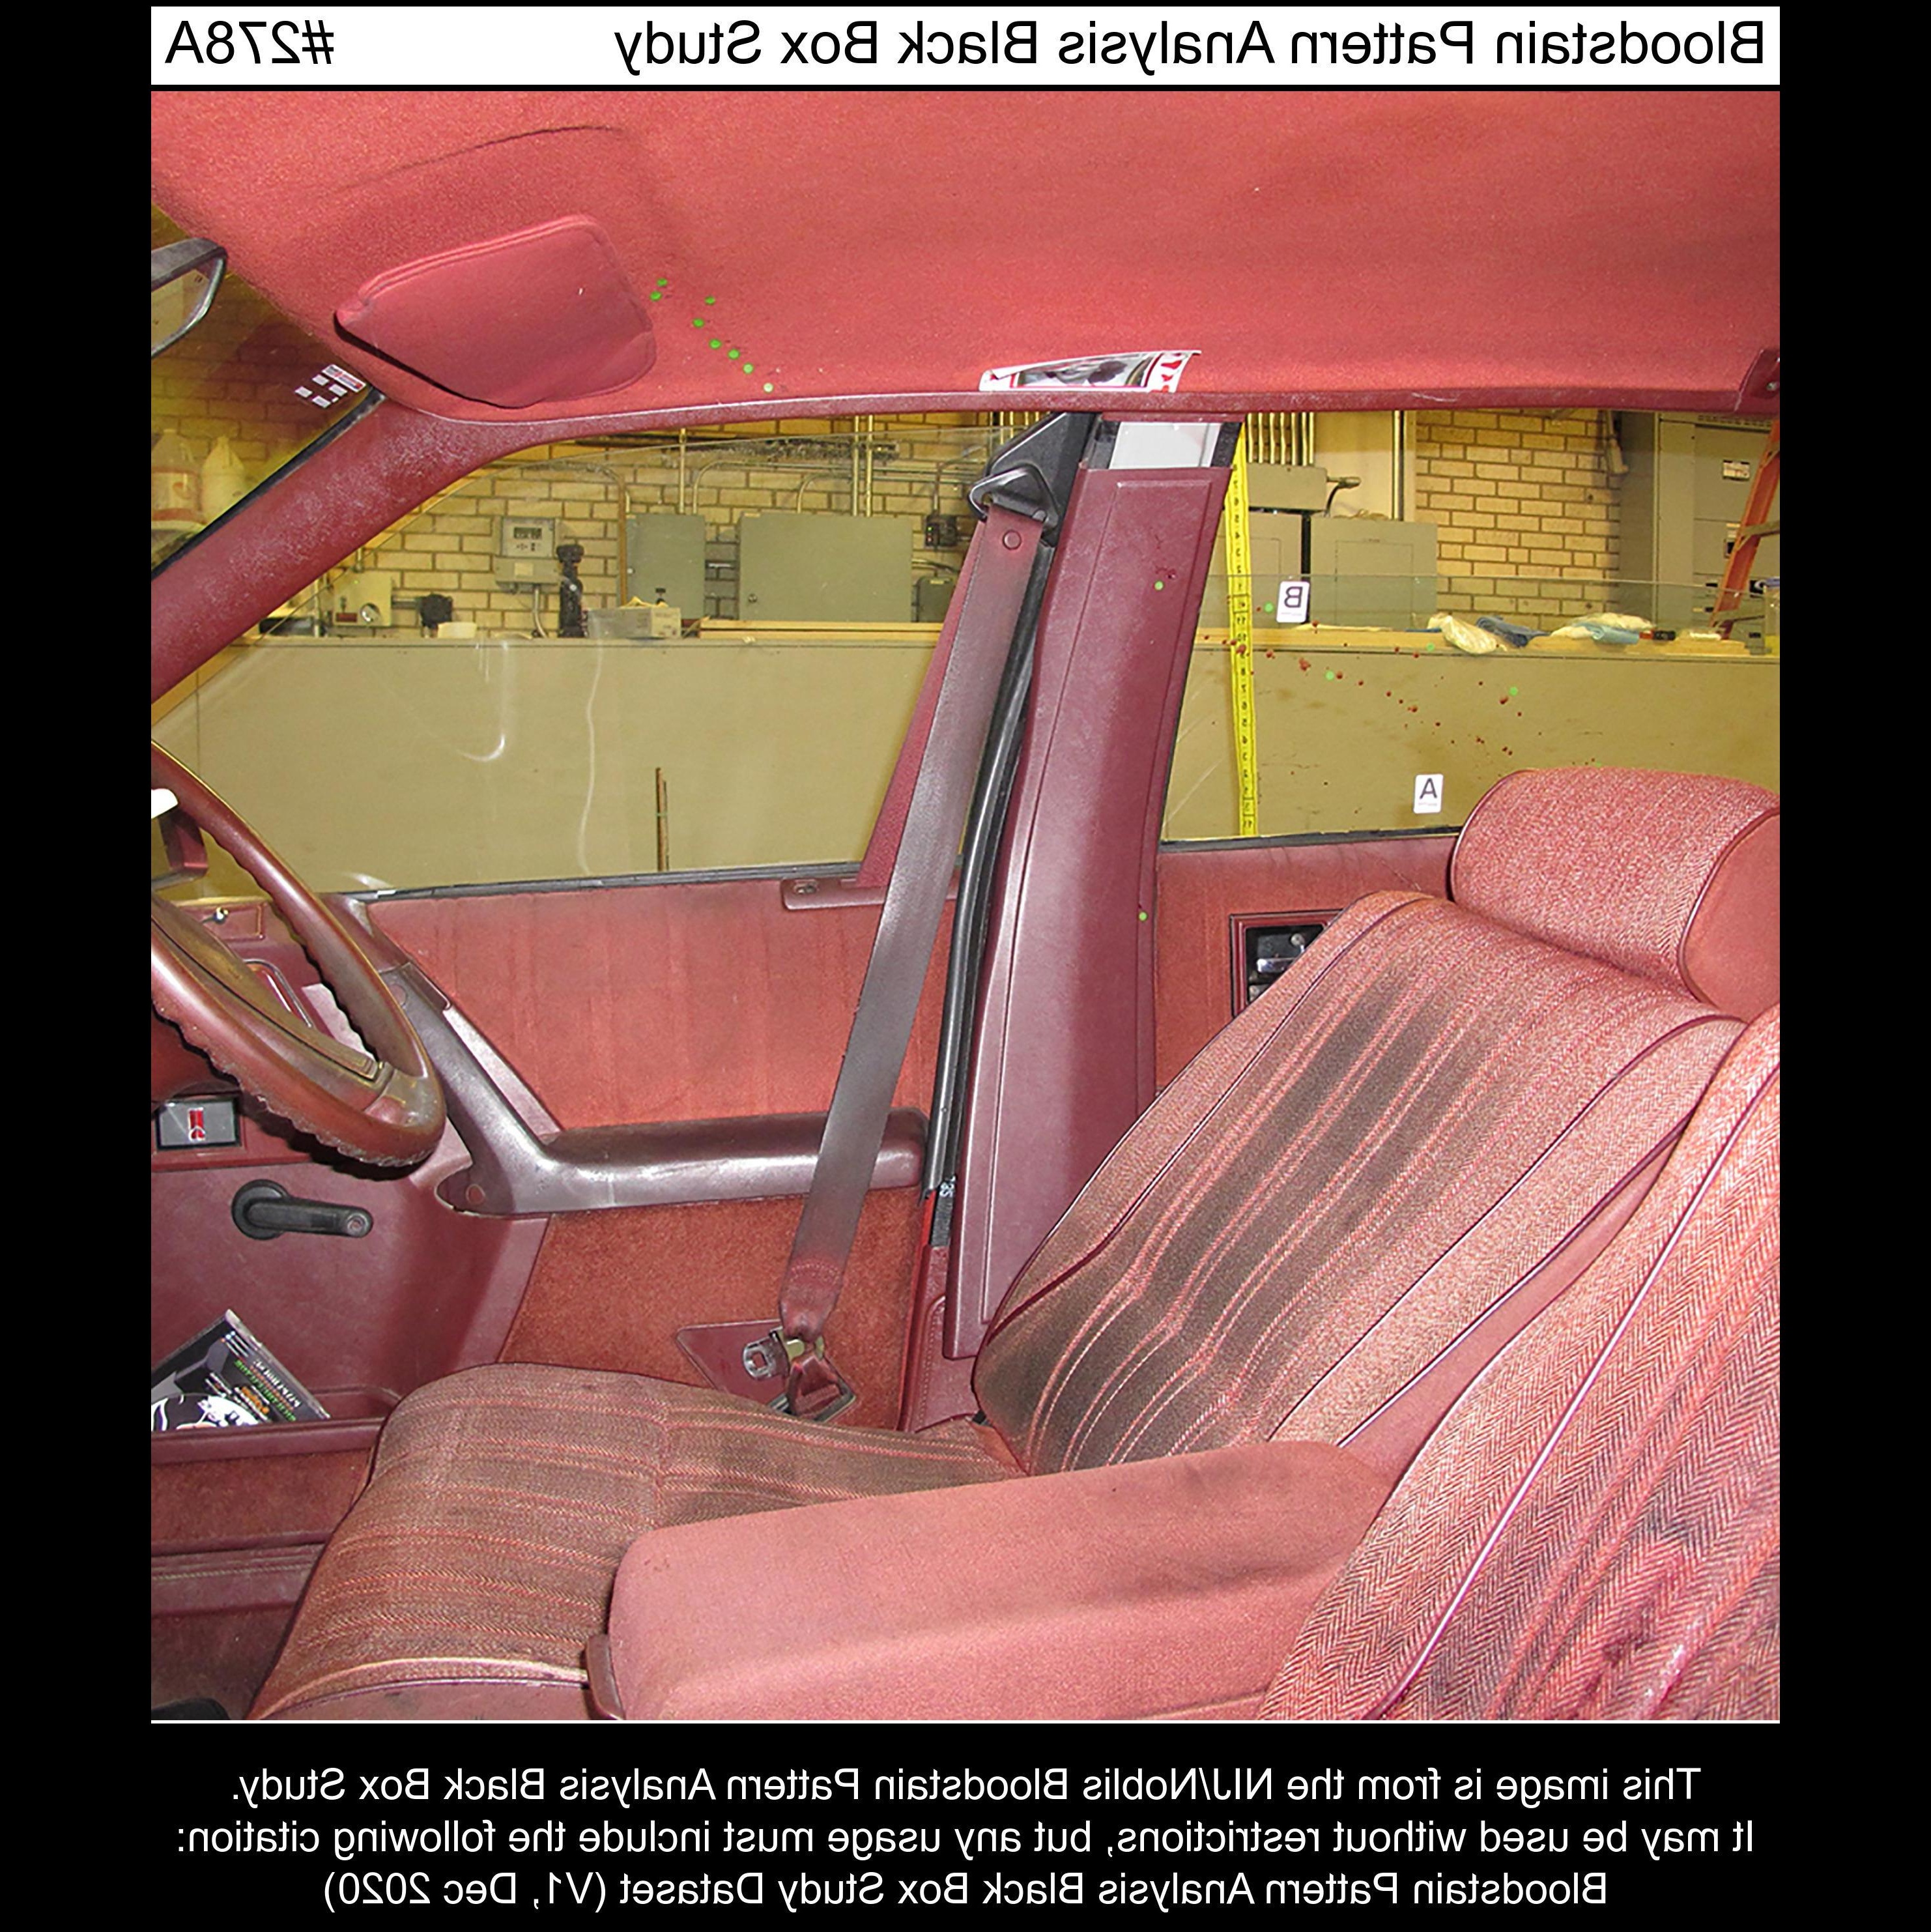 Bloodstain Pattern Analysis Black Box Study #278A
B
A
This image is from the NIJ/Noblis Bloodstain Pattern Analysis Black Box Study.
It may be used without restrictions, but any usage must include the following citation:
Bloodstain Pattern Analysis Black Box Study Dataset (V1, Dec 2020)